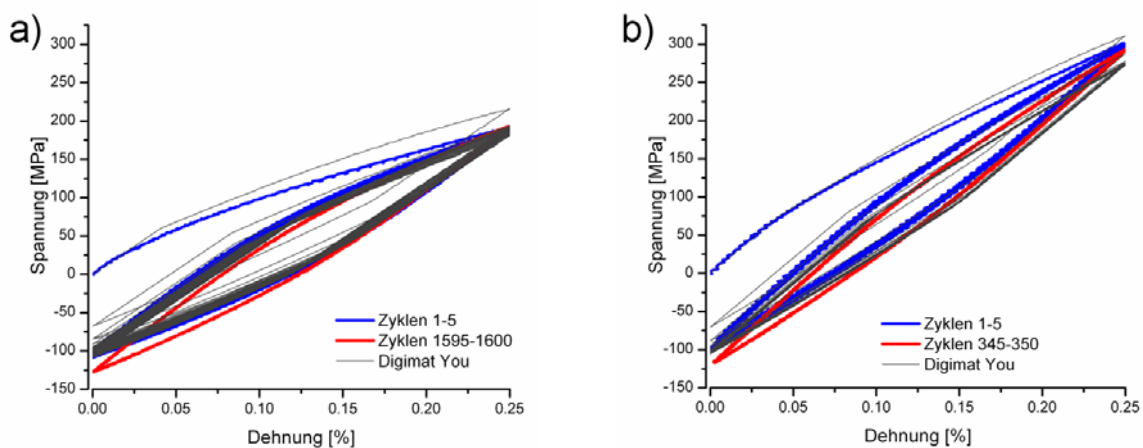 a)
Spannung [MPa]
300
250
200
150
100
50
0
-50
-100
-150
0.00 0.05 0.10 0.15 0.20 0.25
Dehnung [%]
Zyklen 1-5
Zyklen 1595-1600
Digimat You
b)
Spannung [MPa]
300
250
200
150
100
50
0
-50
-100
-150
0.00 0.05 0.10 0.15 0.20 0.25
Dehnung [%]
Zyklen 1-5
Zyklen 345-350
Digimat You